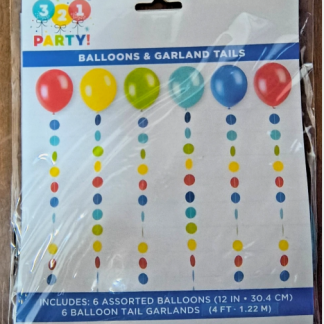 3 2 1
PARTY!
BALLOONS & GARLAND TAILS
INCLUDES: 6 ASSORTED BALLOONS (12 IN • 30.4 CM)
6 BALLOON TAIL GARLANDS (4 FT - 1.22 M)